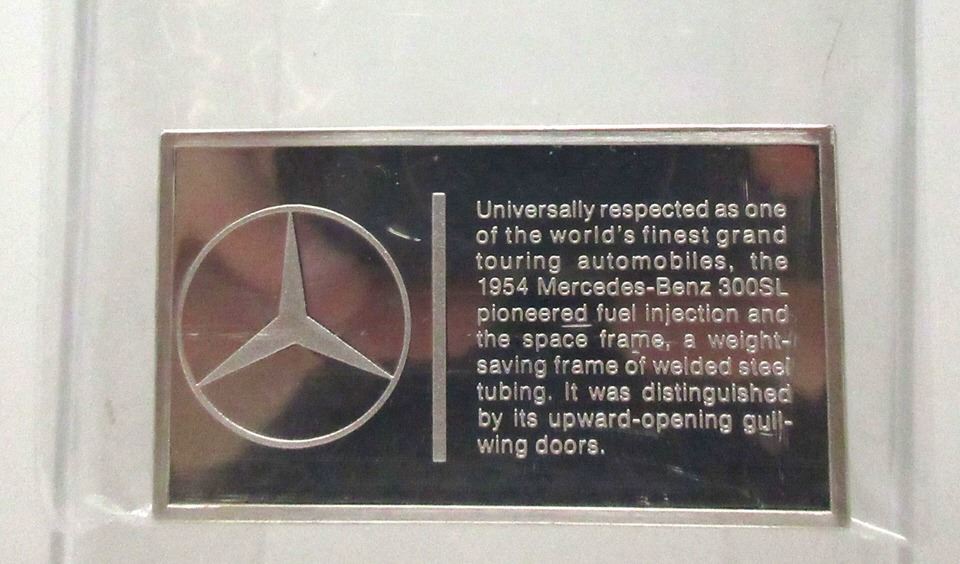 Universally respected as one
of the world's finest grand
touring automobiles, the
1954 Mercedes-Benz 300SL
pioneered fuel injection and
the space frame, a weight-
saving frame of welded steel
tubing. It was distinguished
by its upward-opening gull-
wing doors.